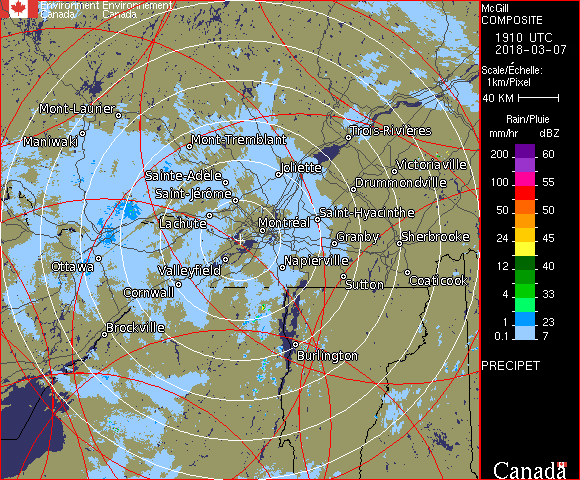 Environment Environnement
Canada Canada
McGill
COMPOSITE
1910 UTC
2018-03-07
Scale/Échelle:
1km/Pixel
40 KM
Rain/Pluie
mm/hr dBZ
200 60
55
100 55
50 50
24 45
12 40
4 33
1 23
0.1 7
PRECIPET
Canada
Mont-Laurier
Maniwaki
Mont-Tremblant
Trois-Rivières
Joliette
Victoriaville
Sainte-Adèle
Drummondville
Saint-Jérôme
Saint-Hyacinthe
Lachute
Montréal
Granby
Sherbrooke
Ottawa
Valleyfield
Napierville
Cornwall
Sutton
Coaticook
Brockville
Burlington